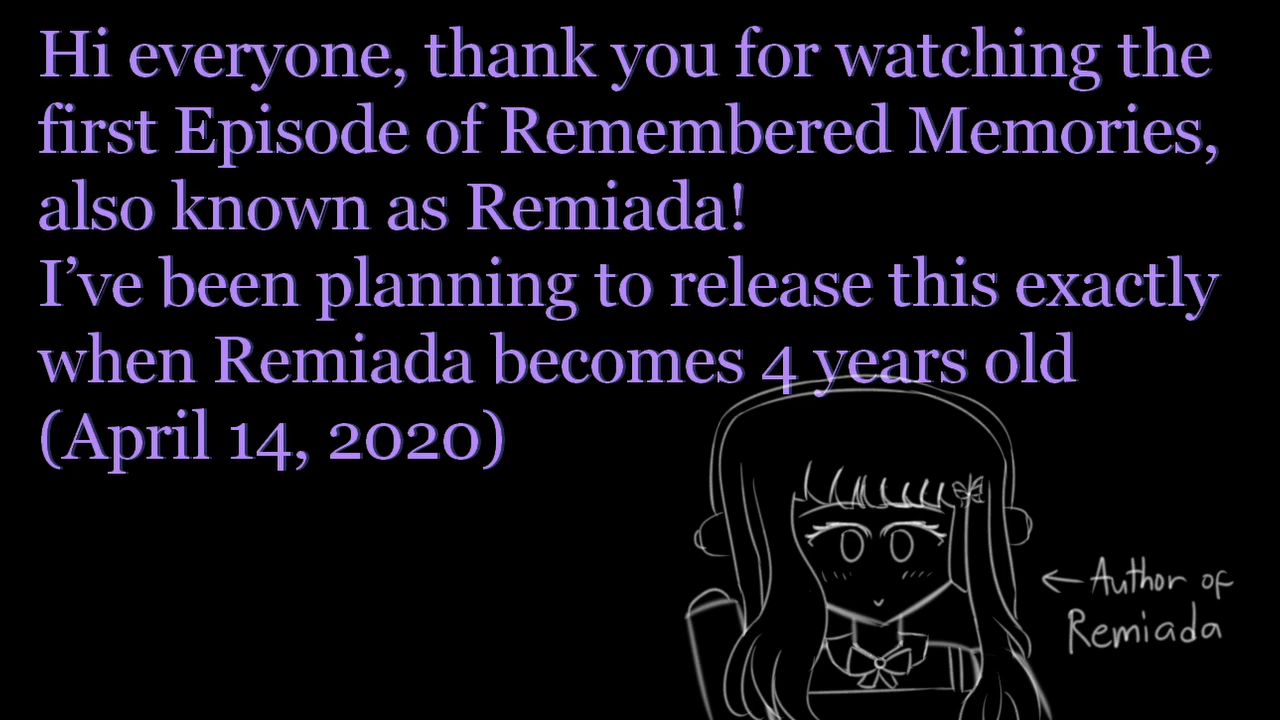 Hi everyone, thank you for watching the
first Episode of Remembered Memories,
also known as Remiada!
I’ve been planning to release this exactly
when Remiada becomes 4 years old
(April 14, 2020)
← Author of
Remiada